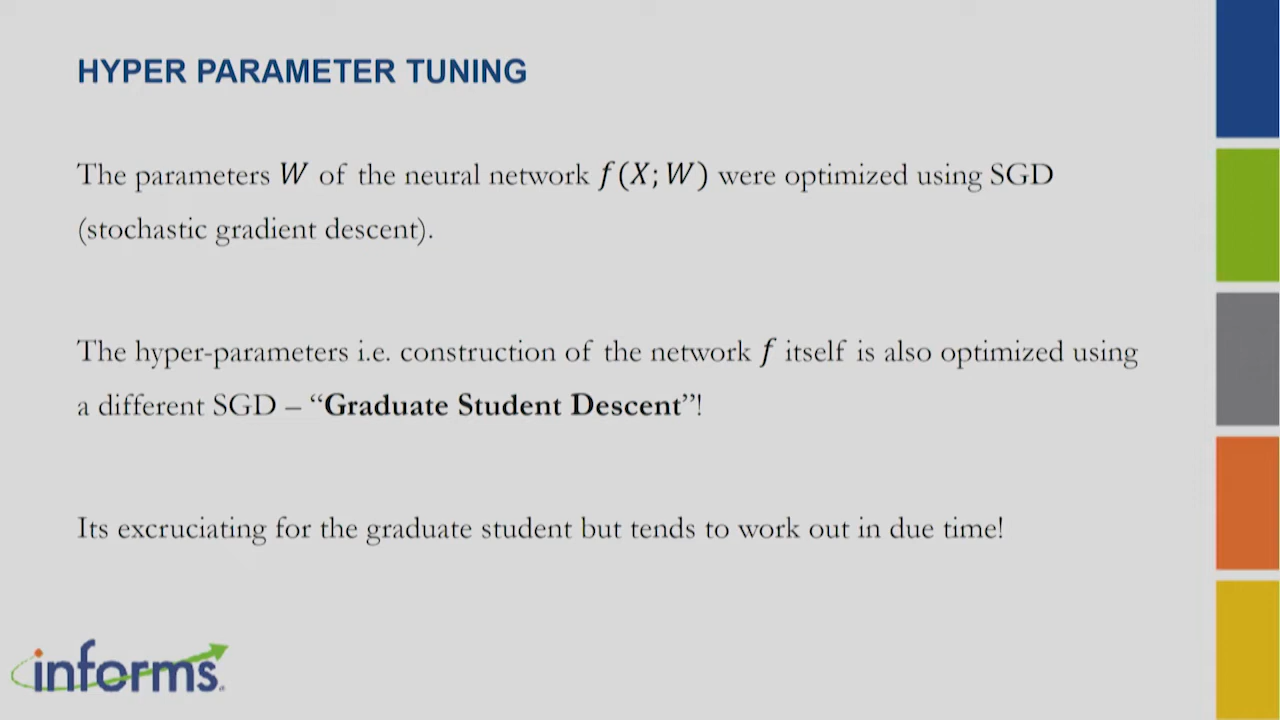 HYPER PARAMETER TUNING
The parameters W of the neural network f(X; W) were optimized using SGD
(stochastic gradient descent).
The hyper-parameters i.e. construction of the network f itself is also optimized using
a different SGD – “Graduate Student Descent”!
Its excruciating for the graduate student but tends to work out in due time!
informs